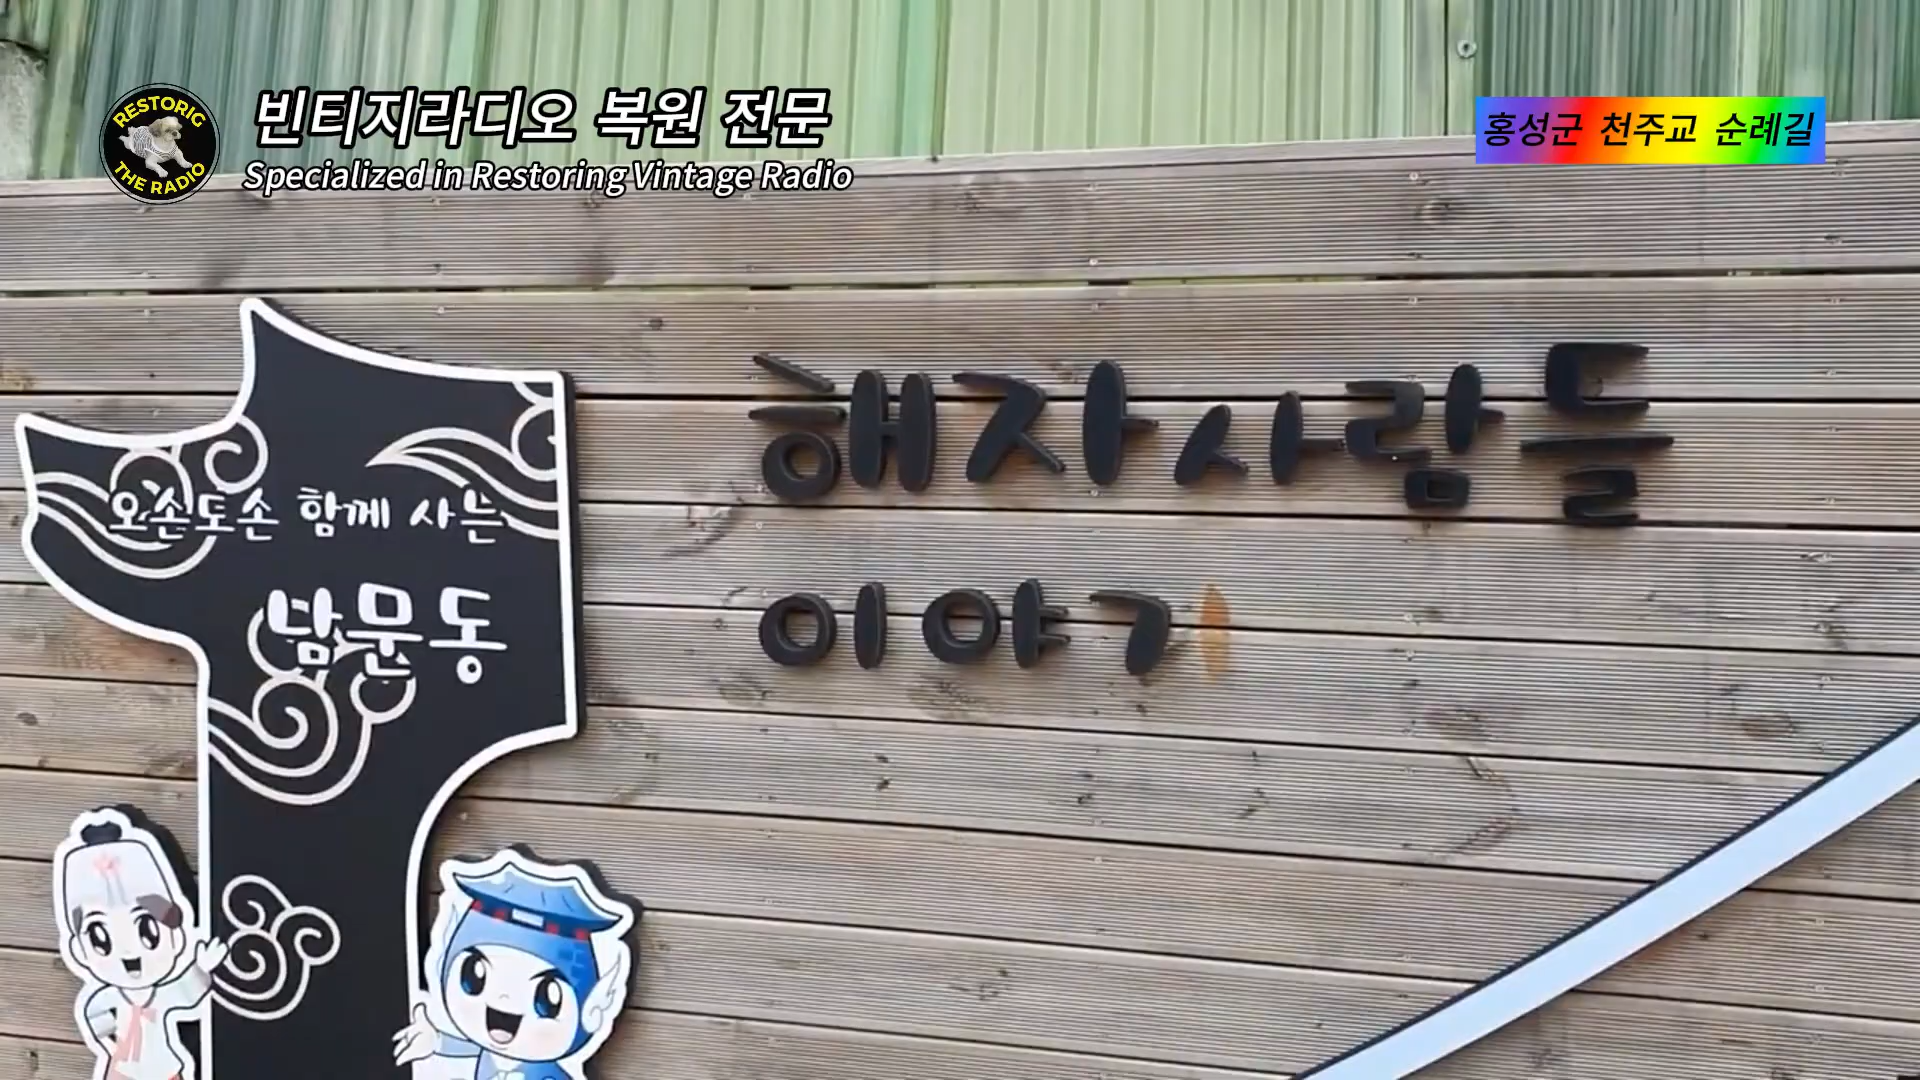 RESTORIG
THE RADIO
빈티지라디오 복원 전문
Specialized in Restoring Vintage Radio
홍성군 천주교 순례길
해자사람들
이야기
오손도손 함께 사는
남문동